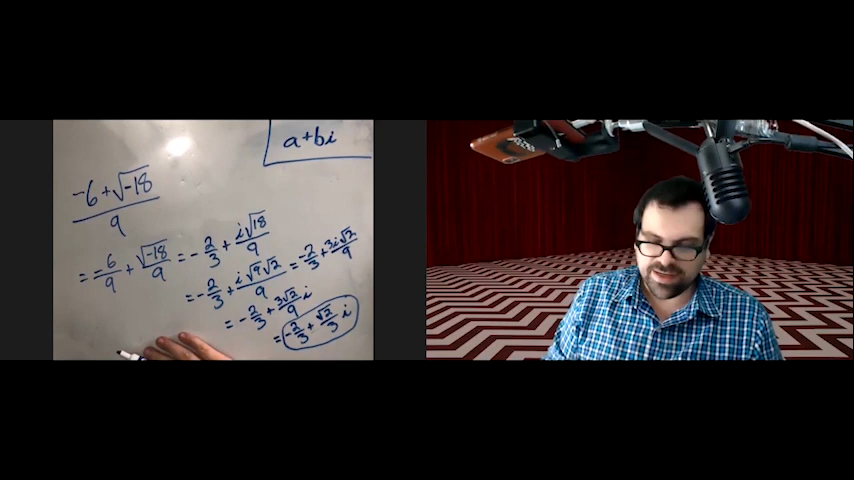 a+bi
-6+√-18
9
= -6/9 + √-18/9 = -2/3 + i√18/9
= -2/3 + i√9√2/9 = -2/3 + 3i√2/9
= -2/3 + 3√2/9 i
= -2/3 + √2/3 i